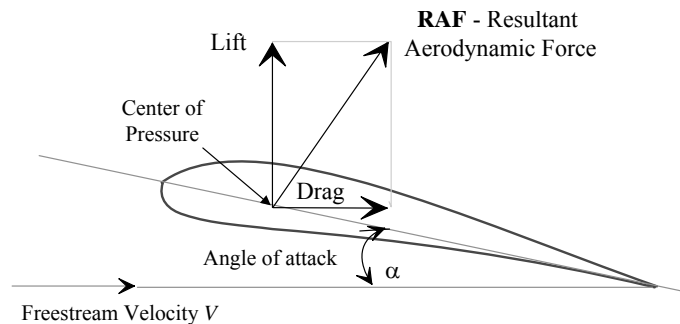 RAF - Resultant
Aerodynamic Force
Lift
Center of
Pressure
Drag
Angle of attack
α
Freestream Velocity V